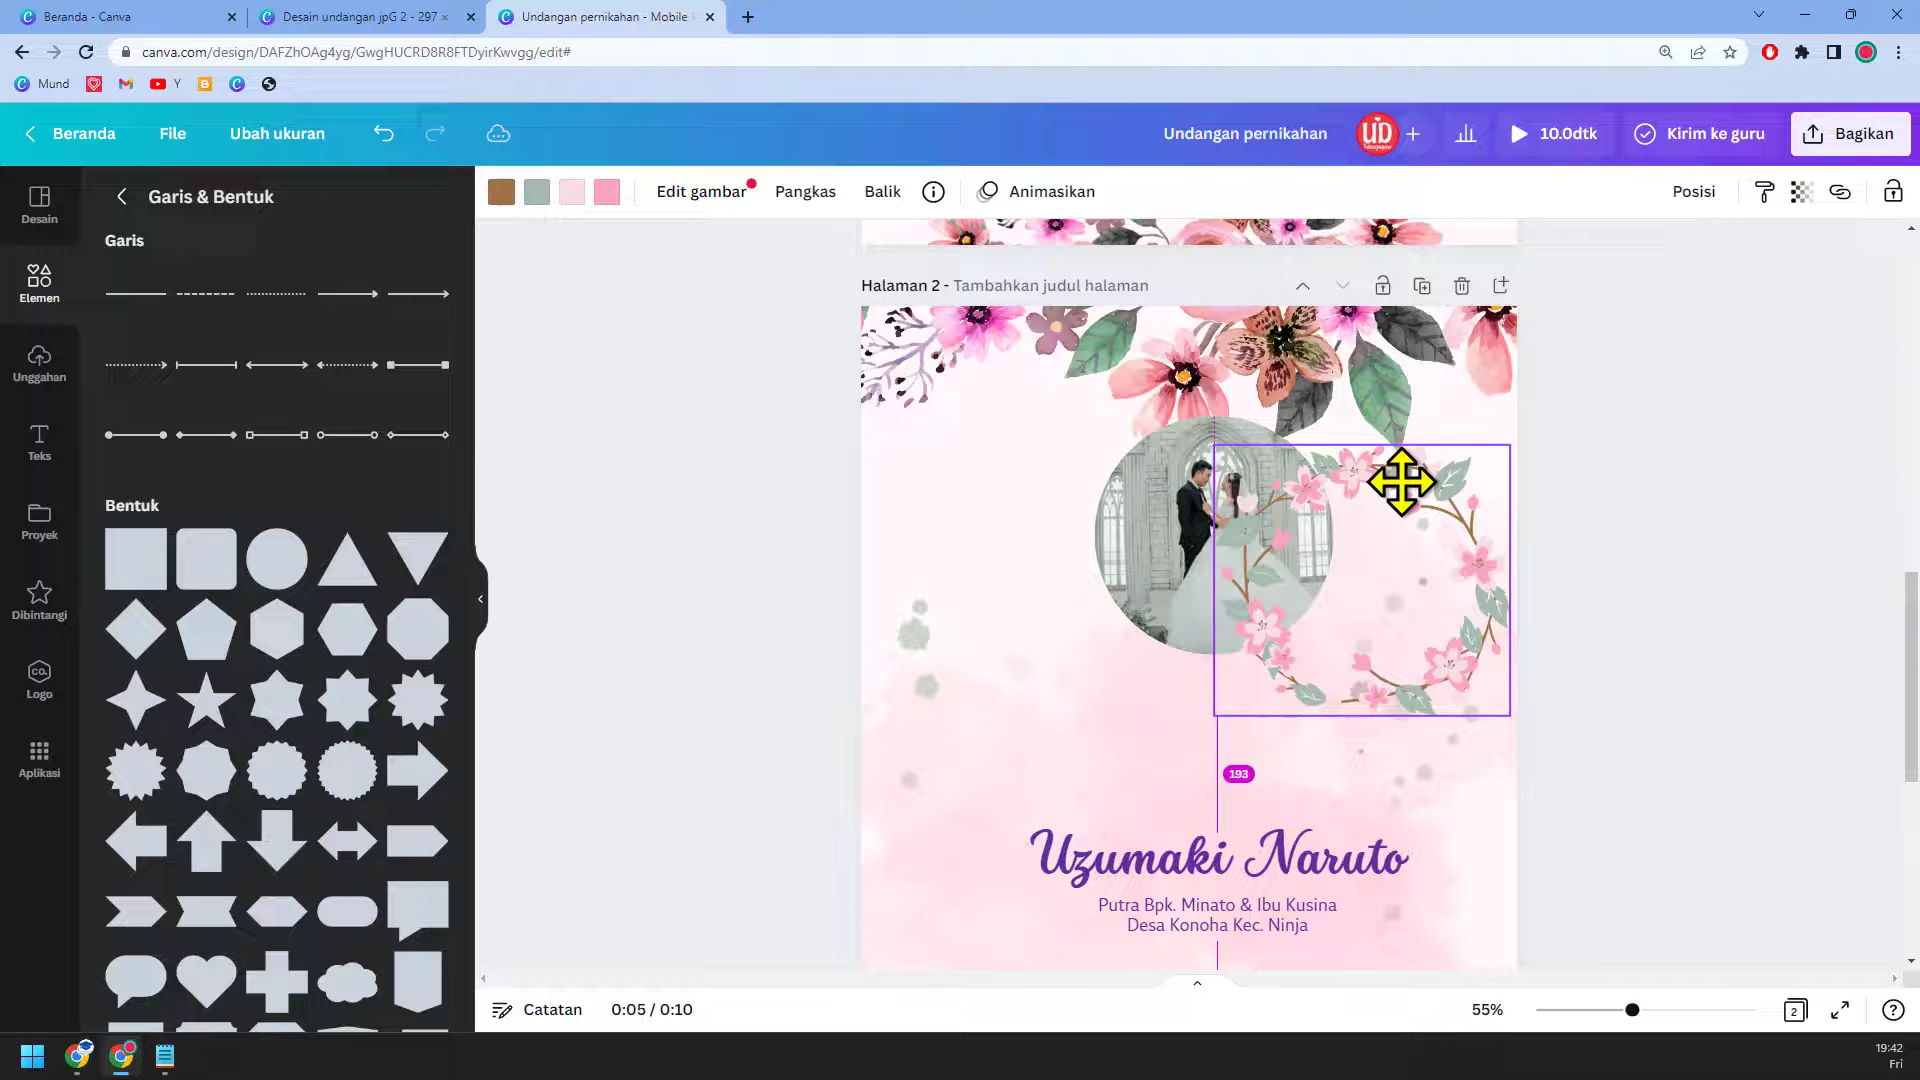 Beranda - Canva
Desain undangan jpG 2 - 297 ×
Undangan pernikahan - Mobile
canva.com/design/DAFZhOAg4yg/GwgHUCRD8R8FTDyirKwvgg/edit#
Mund
Y
Beranda
File
Ubah ukuran
Undangan pernikahan
UD
10.0dtk
Kirim ke guru
Bagikan
Desain
Elemen
Unggahan
Teks
Proyek
Dibintangi
CO.
Logo
Aplikasi
Garis & Bentuk
Garis
Bentuk
Edit gambar
Pangkas
Balik
Animasikan
Posisi
Halaman 2 - Tambahkan judul halaman
193
Uzumaki Naruto
Putra Bpk. Minato & Ibu Kusina
Desa Konoha Kec. Ninja
Catatan
0:05 / 0:10
55%
2
19:42
Fri